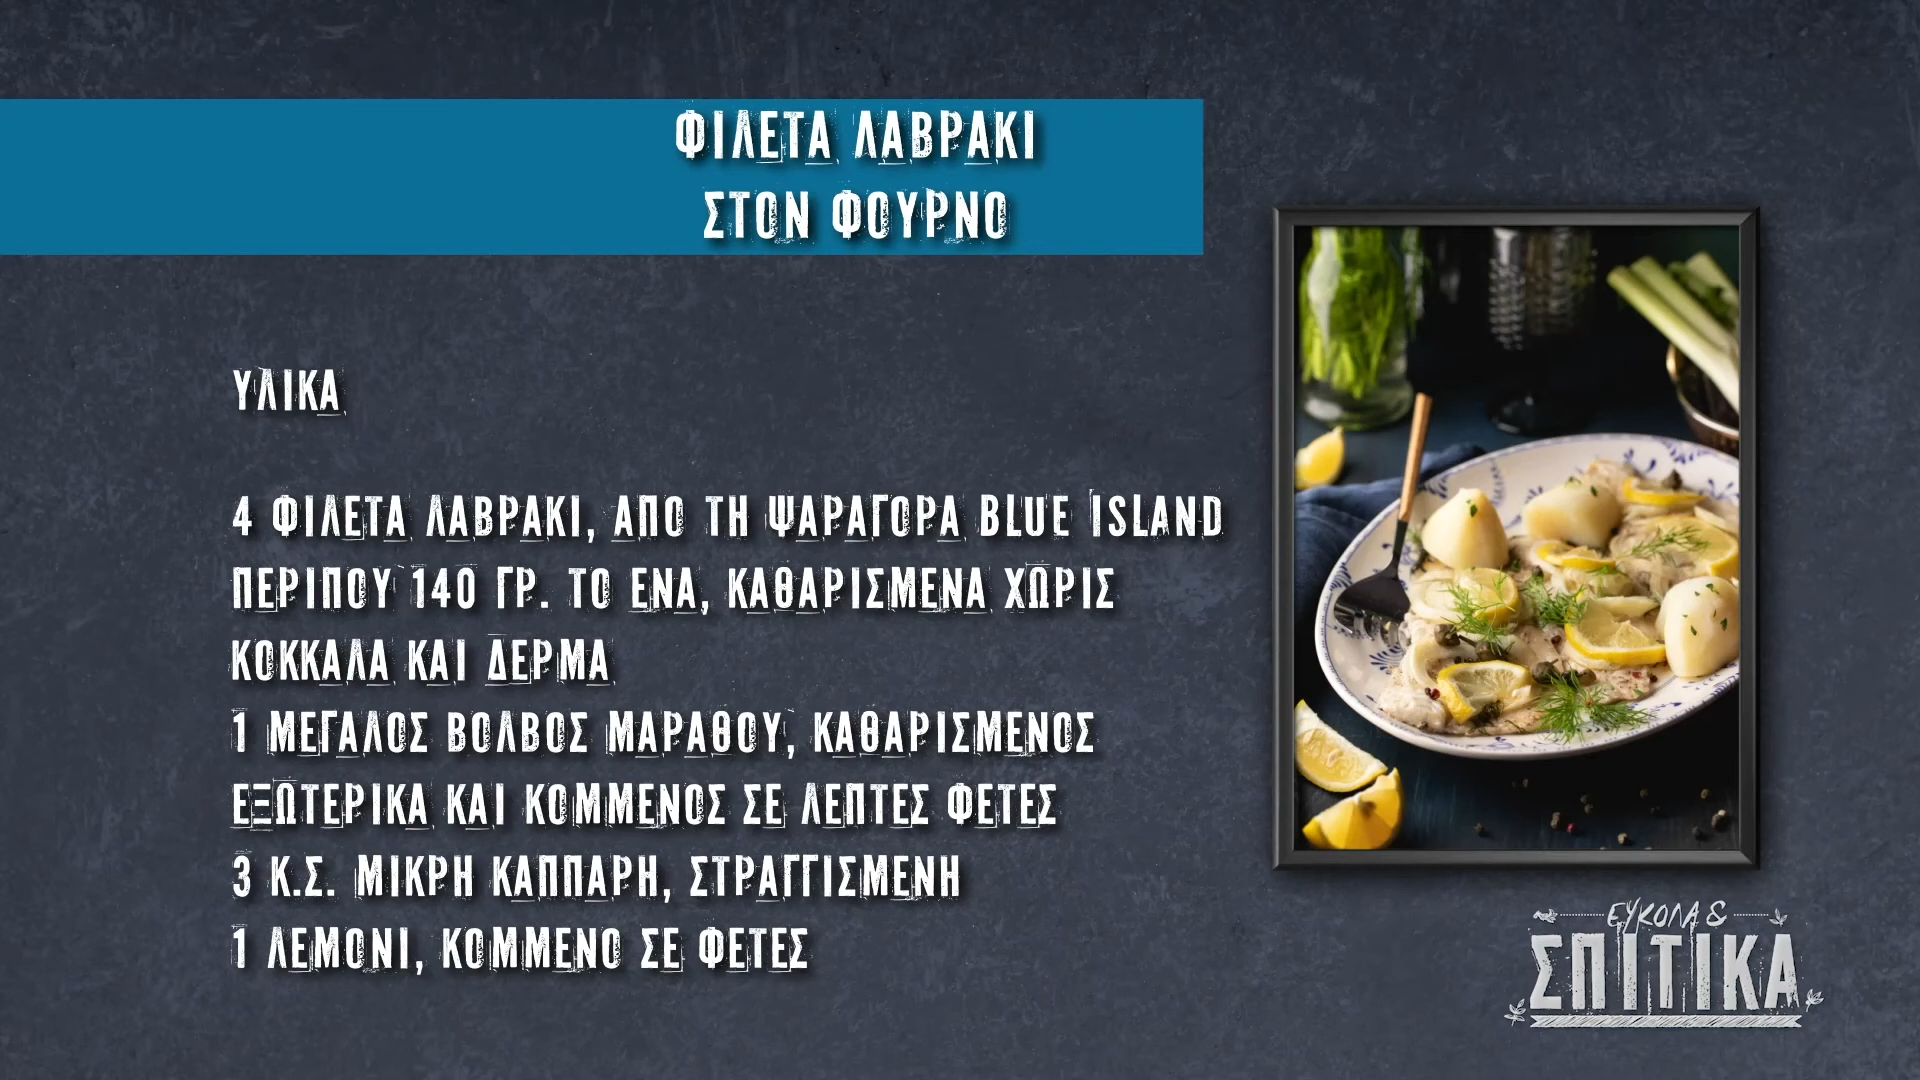 ΦΙΛΕΤΑ ΛΑΒΡΑΚΙ
ΣΤΟΝ ΦΟΥΡΝΟ
ΥΛΙΚΑ
4 ΦΙΛΕΤΑ ΛΑΒΡΑΚΙ, ΑΠΟ ΤΗ ΨΑΡΑΓΟΡΑ BLUE ISLAND
ΠΕΡΙΠΟΥ 140 ΓΡ. ΤΟ ΕΝΑ, ΚΑΘΑΡΙΣΜΕΝΑ ΧΩΡΙΣ
ΚΟΚΚΑΛΑ ΚΑΙ ΔΕΡΜΑ
1 ΜΕΓΑΛΟΣ ΒΟΛΒΟΣ ΜΑΡΑΘΟΥ, ΚΑΘΑΡΙΣΜΕΝΟΣ
ΕΞΩΤΕΡΙΚΑ ΚΑΙ ΚΟΜΜΕΝΟΣ ΣΕ ΛΕΠΤΕΣ ΦΕΤΕΣ
3 Κ.Σ. ΜΙΚΡΗ ΚΑΠΠΑΡΗ, ΣΤΡΑΓΓΙΣΜΕΝΗ
1 ΛΕΜΟΝΙ, ΚΟΜΜΕΝΟ ΣΕ ΦΕΤΕΣ
ΕΥΚΟΛΑ &
ΣΠΙΤΙΚΑ